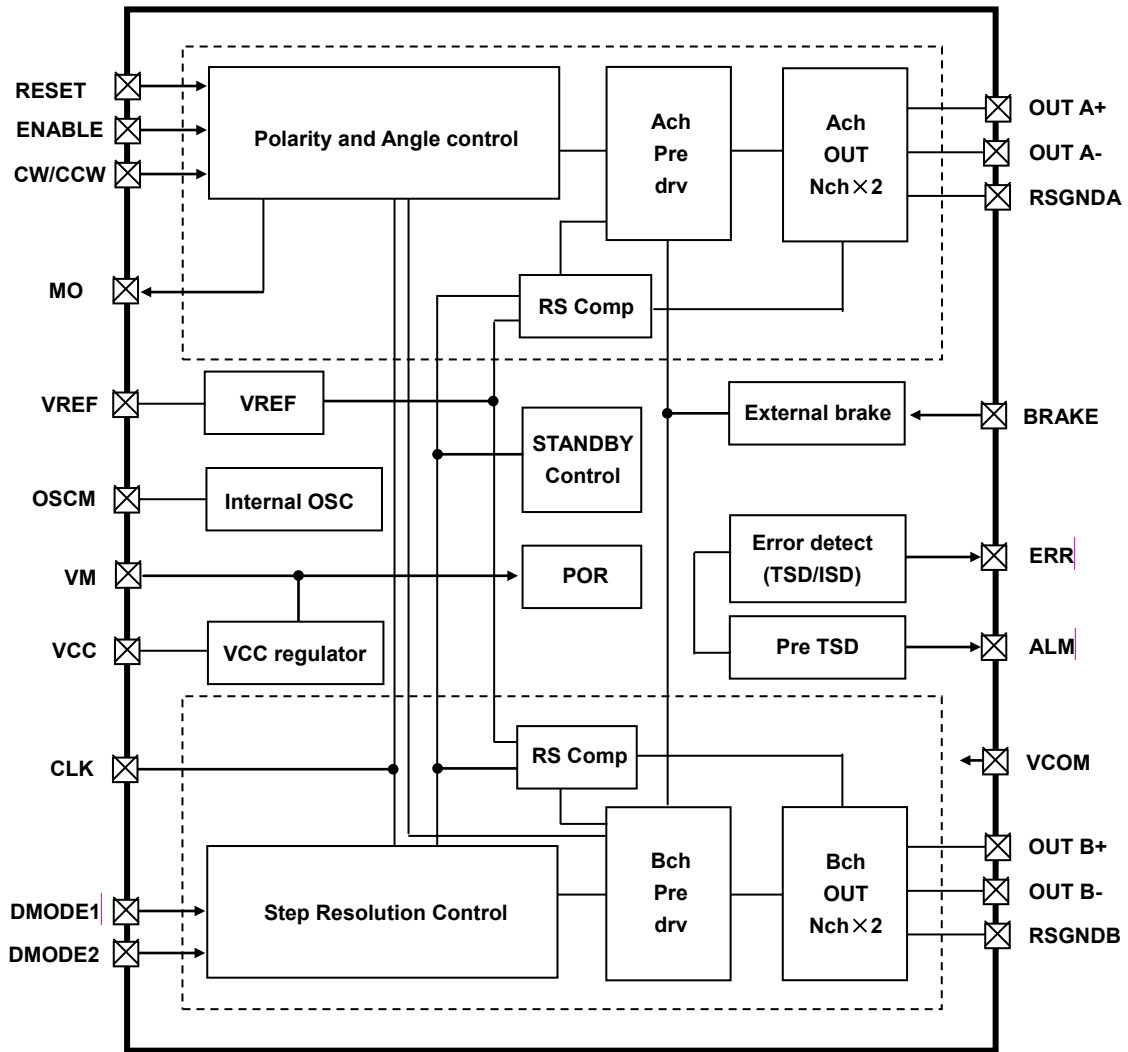 RESET
ENABLE
CW/CCW
MO
VREF
OSCM
VM
VCC
CLK
DMODE1
DMODE2
Polarity and Angle control
Ach
Pre
drv
Ach
OUT
Nch×2
RS Comp
VREF
STANDBY
Control
External brake
Internal OSC
Error detect
(TSD/ISD)
POR
VCC regulator
Pre TSD
RS Comp
Step Resolution Control
Bch
Pre
drv
Bch
OUT
Nch×2
OUT A+
OUT A-
RSGNDA
BRAKE
ERR
ALM
VCOM
OUT B+
OUT B-
RSGNDB